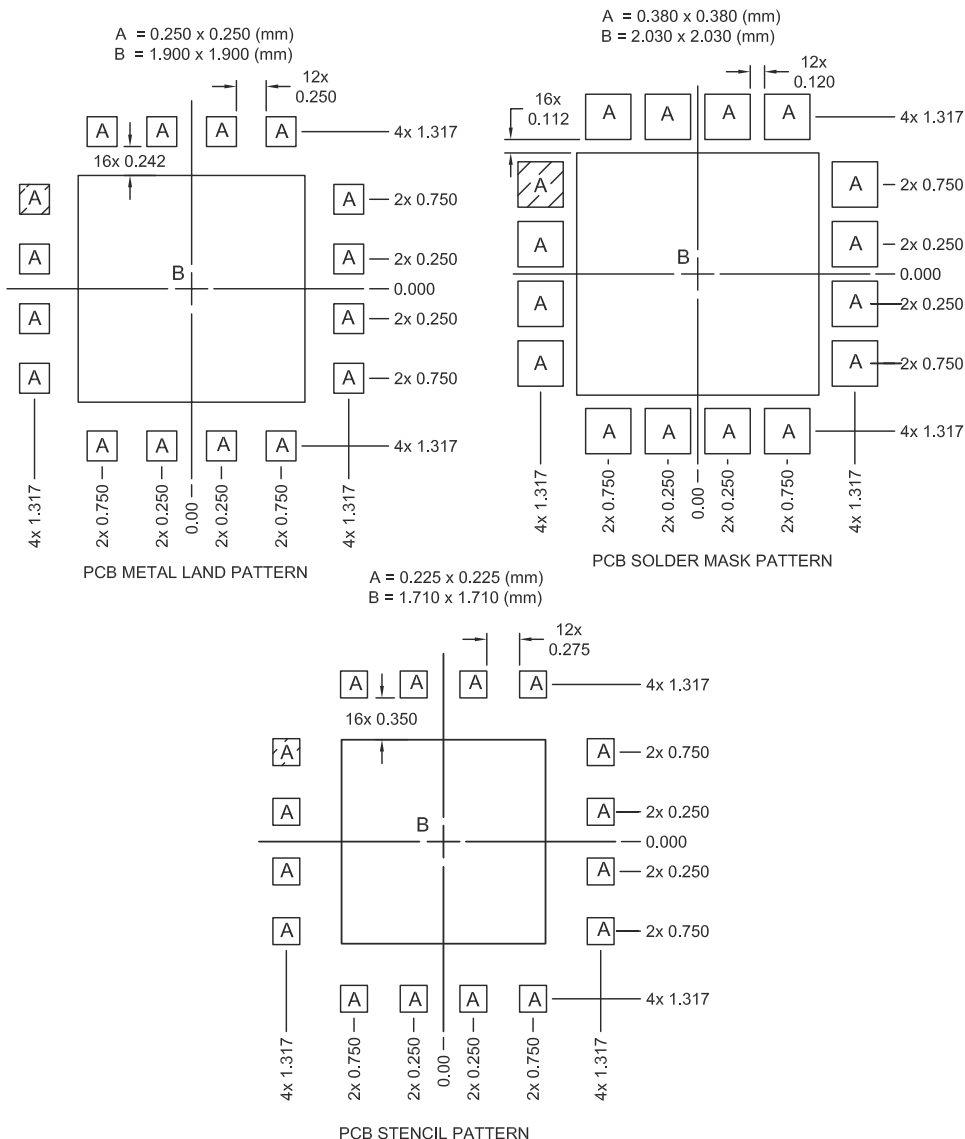 A = 0.250 x 0.250 (mm)
B = 1.900 x 1.900 (mm)
12x
0.250
A A A A
4x 1.317
16x 0.242
A A 2x 0.750
A A 2x 0.250
B
0.000
A A 2x 0.250
A A 2x 0.750
A A A A
4x 1.317
4x 1.317
2x 0.750
2x 0.250
0.00
2x 0.250
2x 0.750
4x 1.317
PCB METAL LAND PATTERN
A = 0.380 x 0.380 (mm)
B = 2.030 x 2.030 (mm)
12x
0.120
16x
0.112
A A A A
4x 1.317
A A 2x 0.750
A A 2x 0.250
B
0.000
A A 2x 0.250
A A 2x 0.750
A A A A
4x 1.317
4x 1.317
2x 0.750
2x 0.250
0.00
2x 0.250
2x 0.750
4x 1.317
PCB SOLDER MASK PATTERN
A = 0.225 x 0.225 (mm)
B = 1.710 x 1.710 (mm)
12x
0.275
A A A A
4x 1.317
16x 0.350
A A 2x 0.750
A A 2x 0.250
B
0.000
A A 2x 0.250
A A 2x 0.750
A A A A
4x 1.317
4x 1.317
2x 0.750
2x 0.250
0.00
2x 0.250
2x 0.750
4x 1.317
PCB STENCIL PATTERN